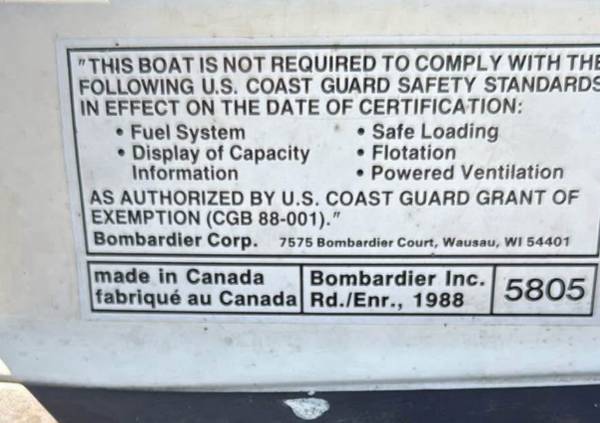 "THIS BOAT IS NOT REQUIRED TO COMPLY WITH THE
FOLLOWING U.S. COAST GUARD SAFETY STANDARDS
IN EFFECT ON THE DATE OF CERTIFICATION:
• Fuel System
• Display of Capacity
Information
• Safe Loading
• Flotation
• Powered Ventilation
AS AUTHORIZED BY U.S. COAST GUARD GRANT OF
EXEMPTION (CGB 88-001)."
Bombardier Corp. 7575 Bombardier Court, Wausau, WI 54401
made in Canada
fabriqué au Canada
Bombardier Inc.
Rd./Enr., 1988
5805